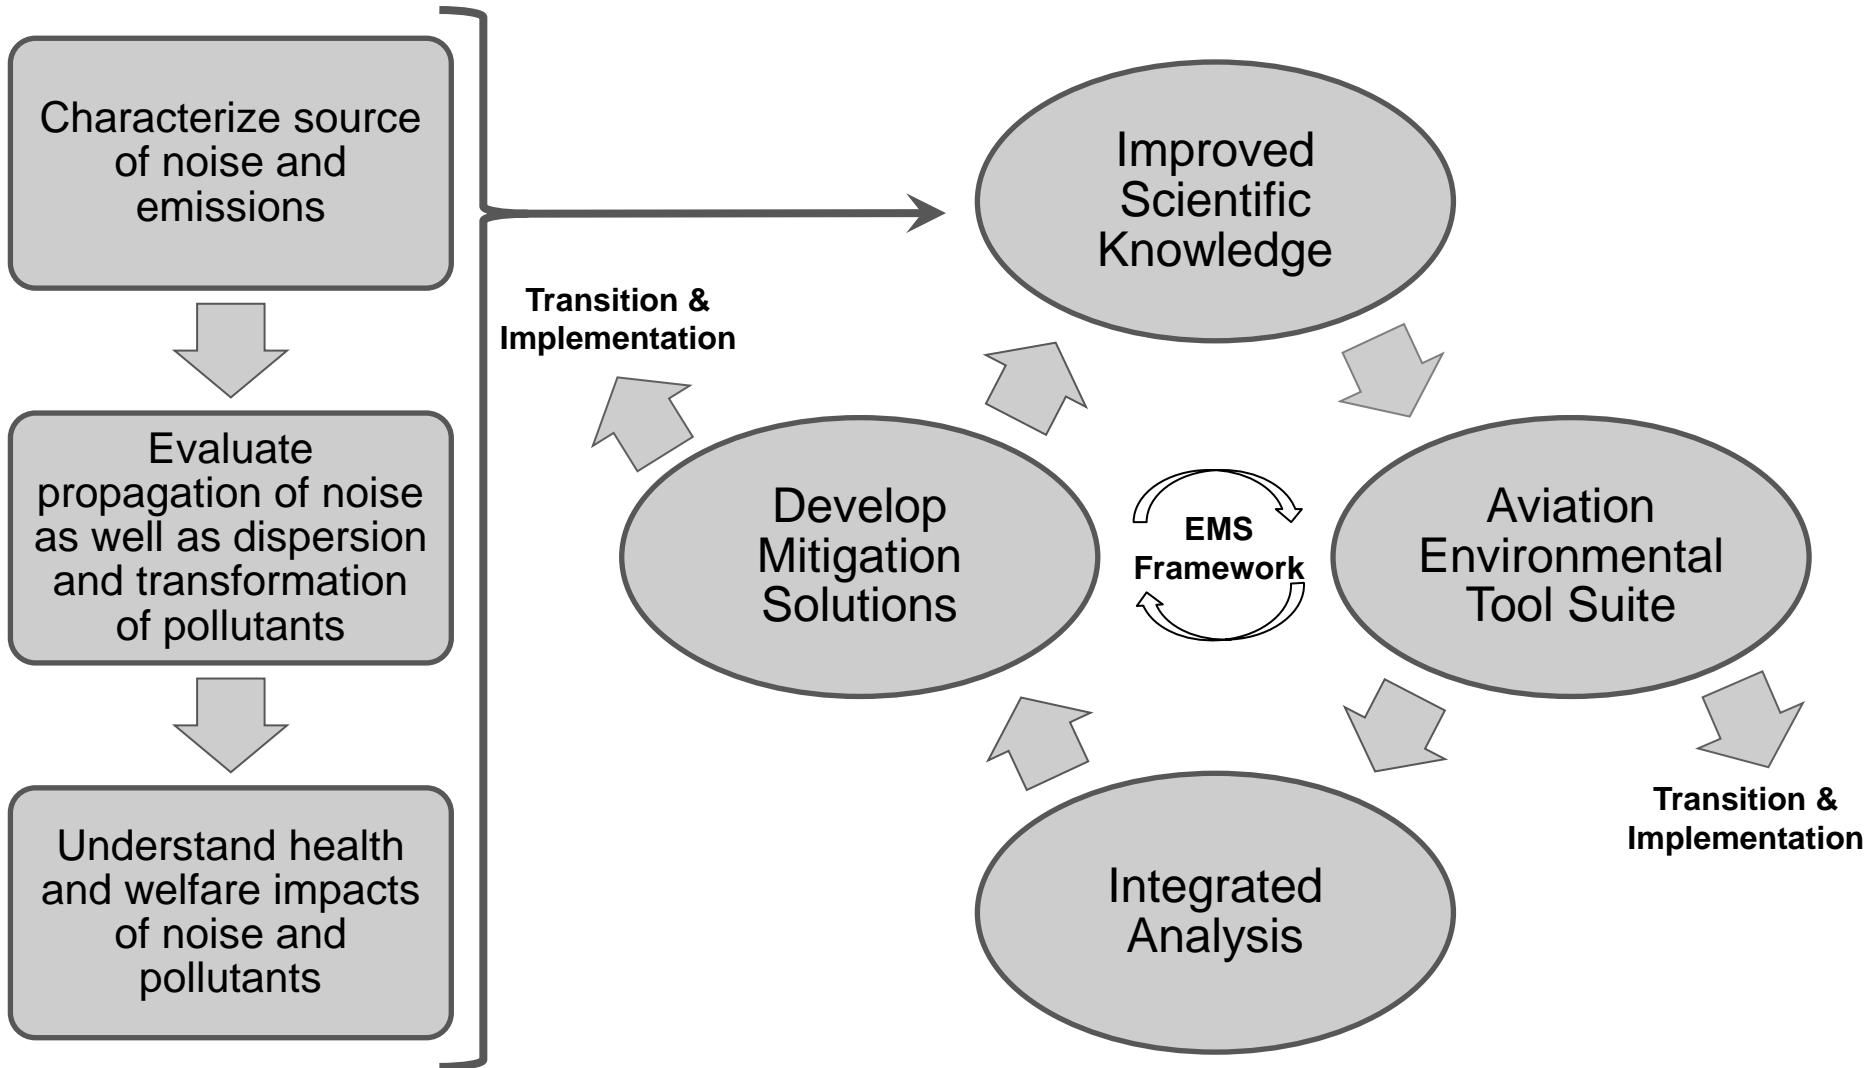 Characterize source
of noise and
emissions
Evaluate
propagation of noise
as well as dispersion
and transformation
of pollutants
Understand health
and welfare impacts
of noise and
pollutants
Improved
Scientific
Knowledge
Transition &
Implementation
Develop
Mitigation
Solutions
EMS
Framework
Aviation
Environmental
Tool Suite
Integrated
Analysis
Transition &
Implementation